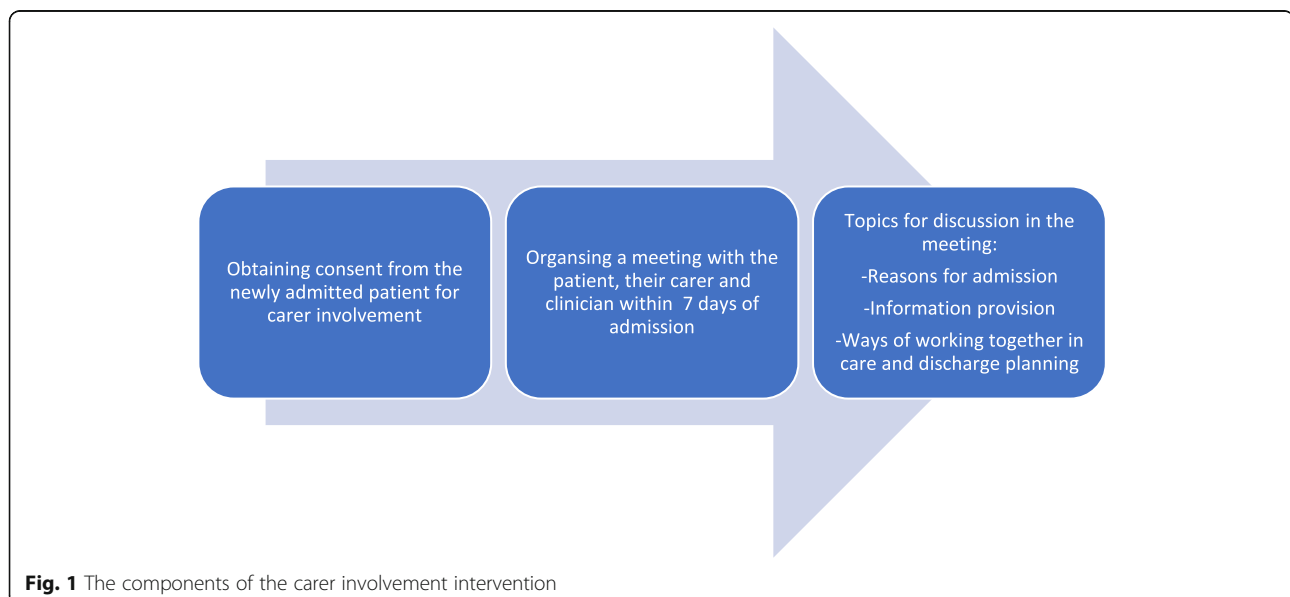 Obtaining consent from the
newly admitted patient for
carer involvement
Organsing a meeting with the
patient, their carer and
clinician within 7 days of
admission
Topics for discussion in the
meeting:
-Reasons for admission
-Information provision
-Ways of working together in
care and discharge planning
Fig. 1 The components of the carer involvement intervention